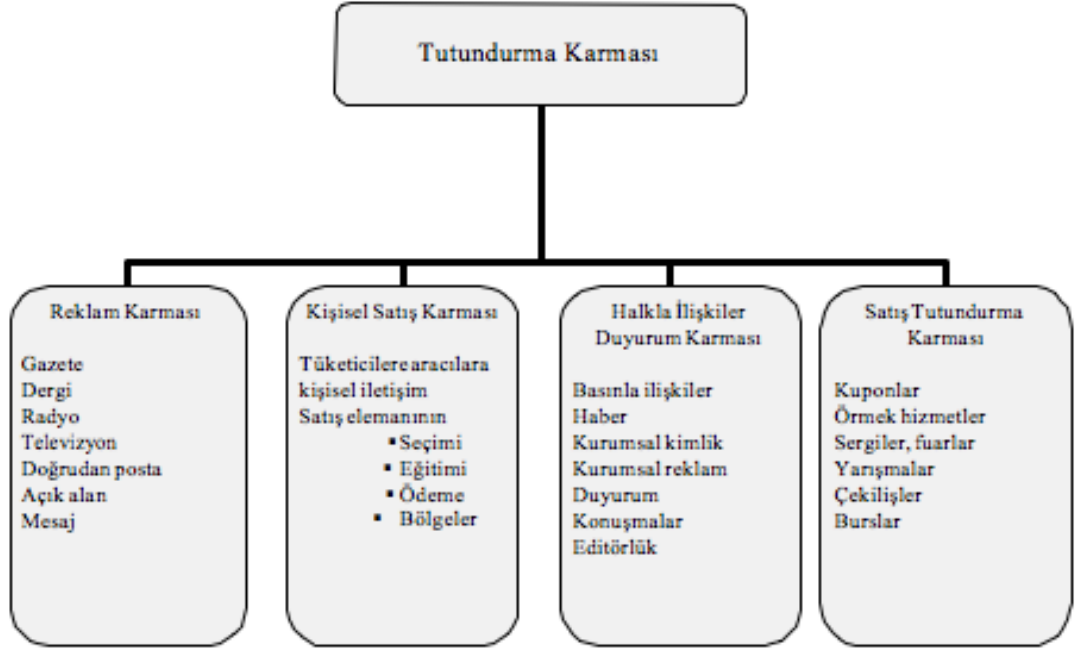 Tutundurma Karması
Reklam Karması
Gazete
Dergi
Radyo
Televizyon
Doğrudan posta
Açık alan
Mesaj
Kişisel Satış Karması
Tüketicilere aracılara
kişisel iletişim
Satış elemanının
▪ Seçimi
▪ Eğitimi
▪ Ödeme
▪ Bölgeler
Halkla İlişkiler
Duyurum Karması
Basınla ilişkiler
Haber
Kurumsal kimlik
Kurumsal reklam
Duyurum
Konuşmalar
Editörlük
Satış Tutundurma
Karması
Kuponlar
Örmek hizmetler
Sergiler, fuarlar
Yarışmalar
Çekilişler
Burslar